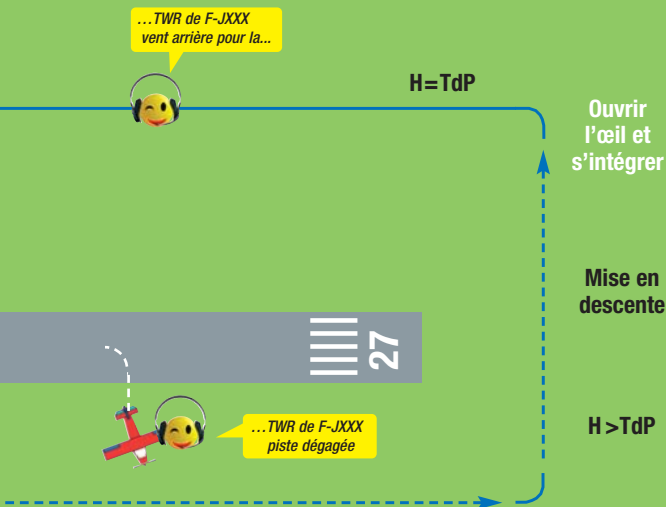 ...TWR de F-JXXX
vent arrière pour la...
H=TdP
Ouvrir
l'œil et
s'intégrer
Mise en
descente
27
...TWR de F-JXXX
piste dégagée
H >TdP